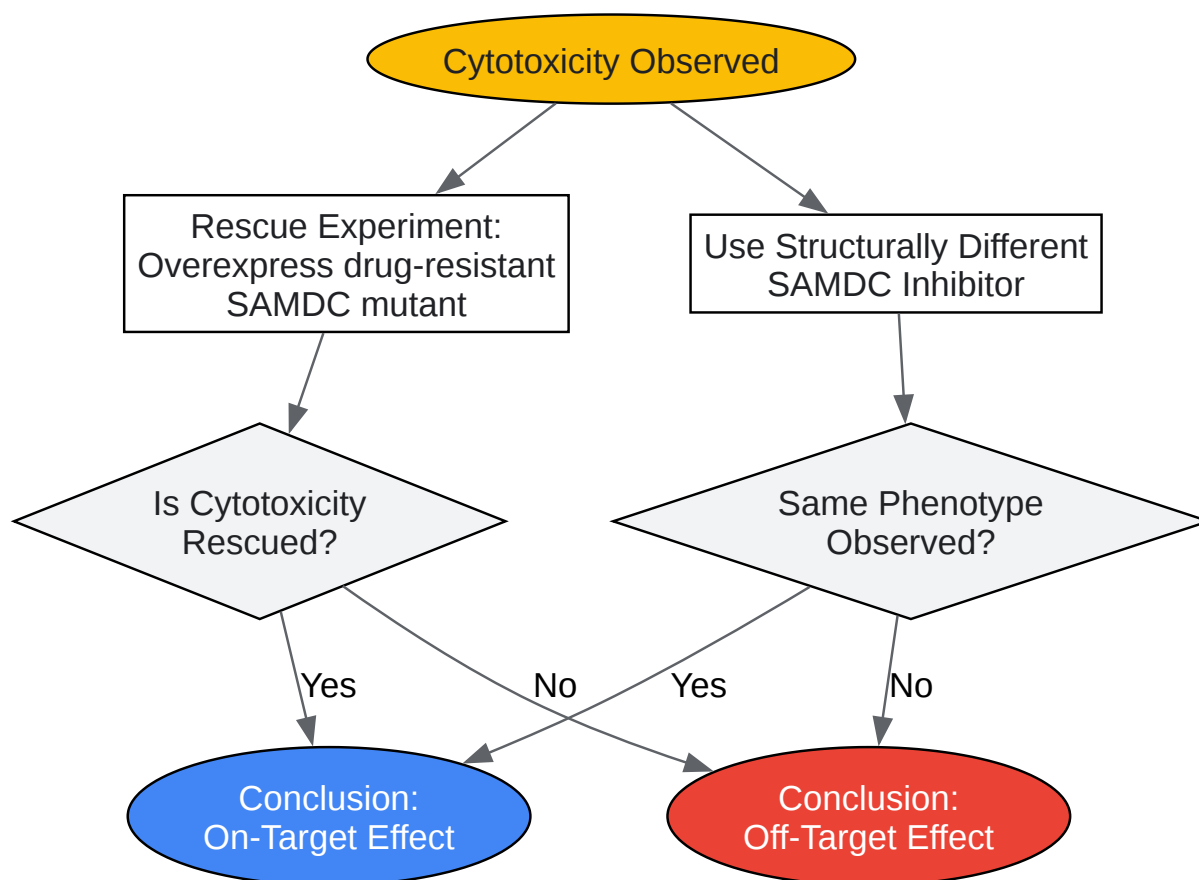 Cytotoxicity Observed
Rescue Experiment:
Overexpress drug-resistant
SAMDC mutant
Use Structurally Different
SAMDC Inhibitor
Is Cytotoxicity
Rescued?
Same Phenotype
Observed?
Yes
No
Yes
No
Conclusion:
On-Target Effect
Conclusion:
Off-Target Effect